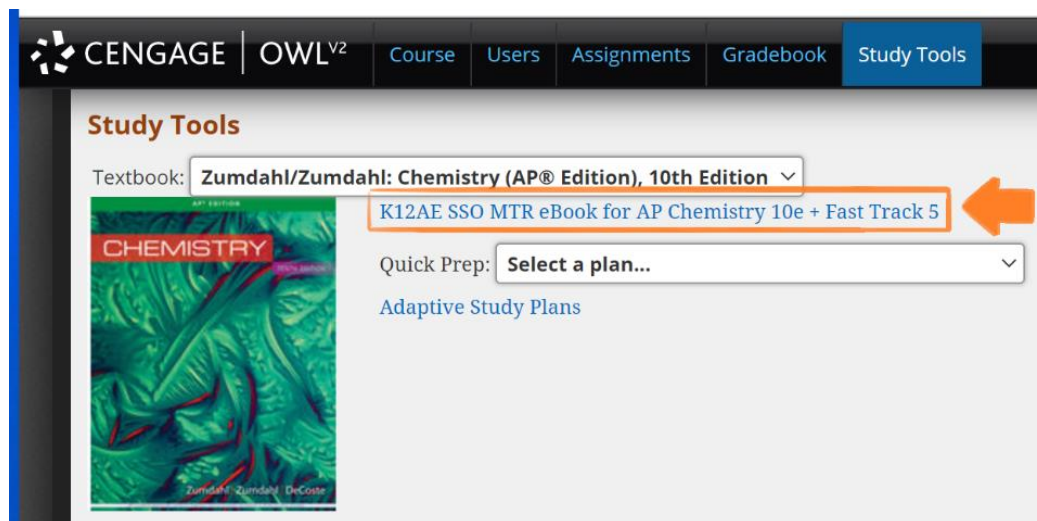 CENGAGE | OWLV2 Course Users Assignments Gradebook Study Tools
Study Tools
Textbook: Zumdahl/Zumdahl: Chemistry (AP® Edition), 10th Edition
K12AE SSO MTR eBook for AP Chemistry 10e + Fast Track 5
Quick Prep: Select a plan...
Adaptive Study Plans
AP® EDITION
CHEMISTRY
TENTH EDITION
Zumdahl Zumdahl DeCoste